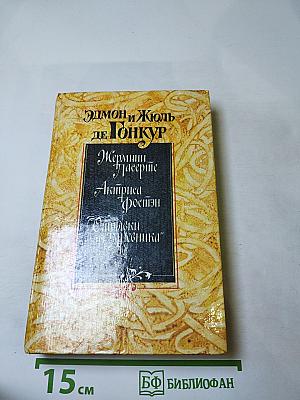 Эдмон и Жюль
де Гонкур
Жермини
Ласерте
Актриса
Фостэн
Отрывки
из "Дневника"
15 см
БФ БИБЛИОФАН